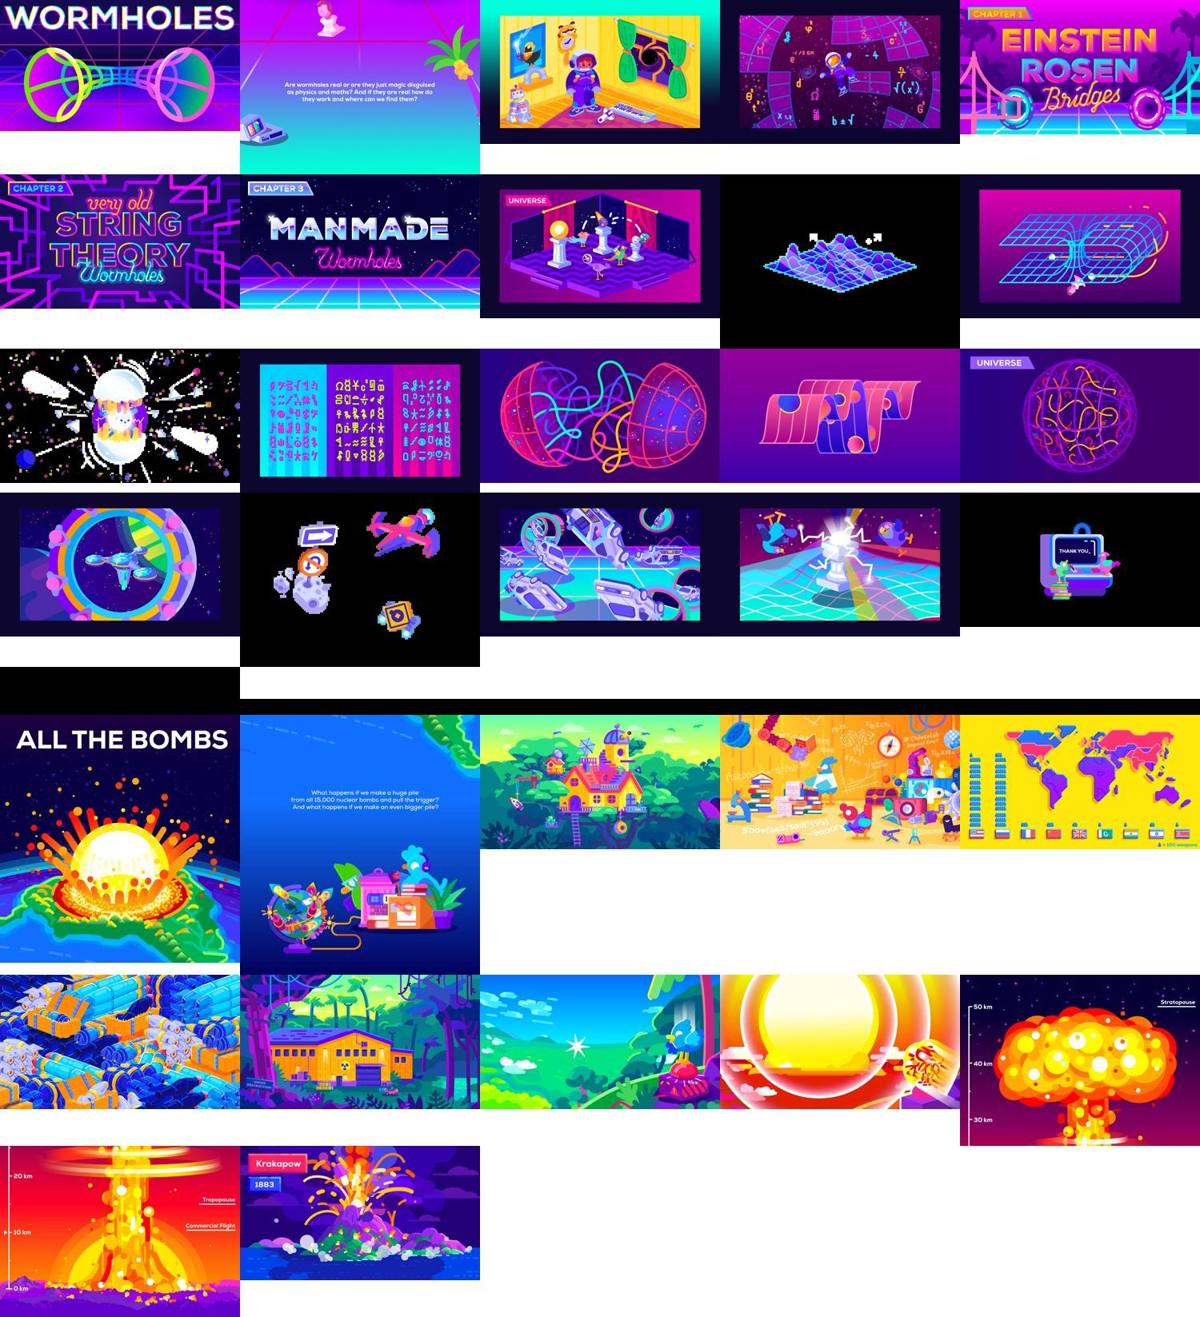 WORMHOLES
Are wormholes real or are they just magic disguised
as physics and maths? And if they are real how do
they work and where can we find them?
CHAPTER 1
EINSTEIN
ROSEN
Bridges
CHAPTER 2
very old
STRING
THEORY
Wormholes
CHAPTER 3
MANMADE
Wormholes
UNIVERSE
UNIVERSE
THANK YOU_
ALL THE BOMBS
What happens if we make a huge pile
from all 15,000 nuclear bombs and pull the trigger?
And what happens if we make an even bigger pile?
= 100 weapons
50 km
Stratopause
40 km
30 km
20 km
Tropopause
Commercial Flight
10 km
0 km
Krakapow
1883